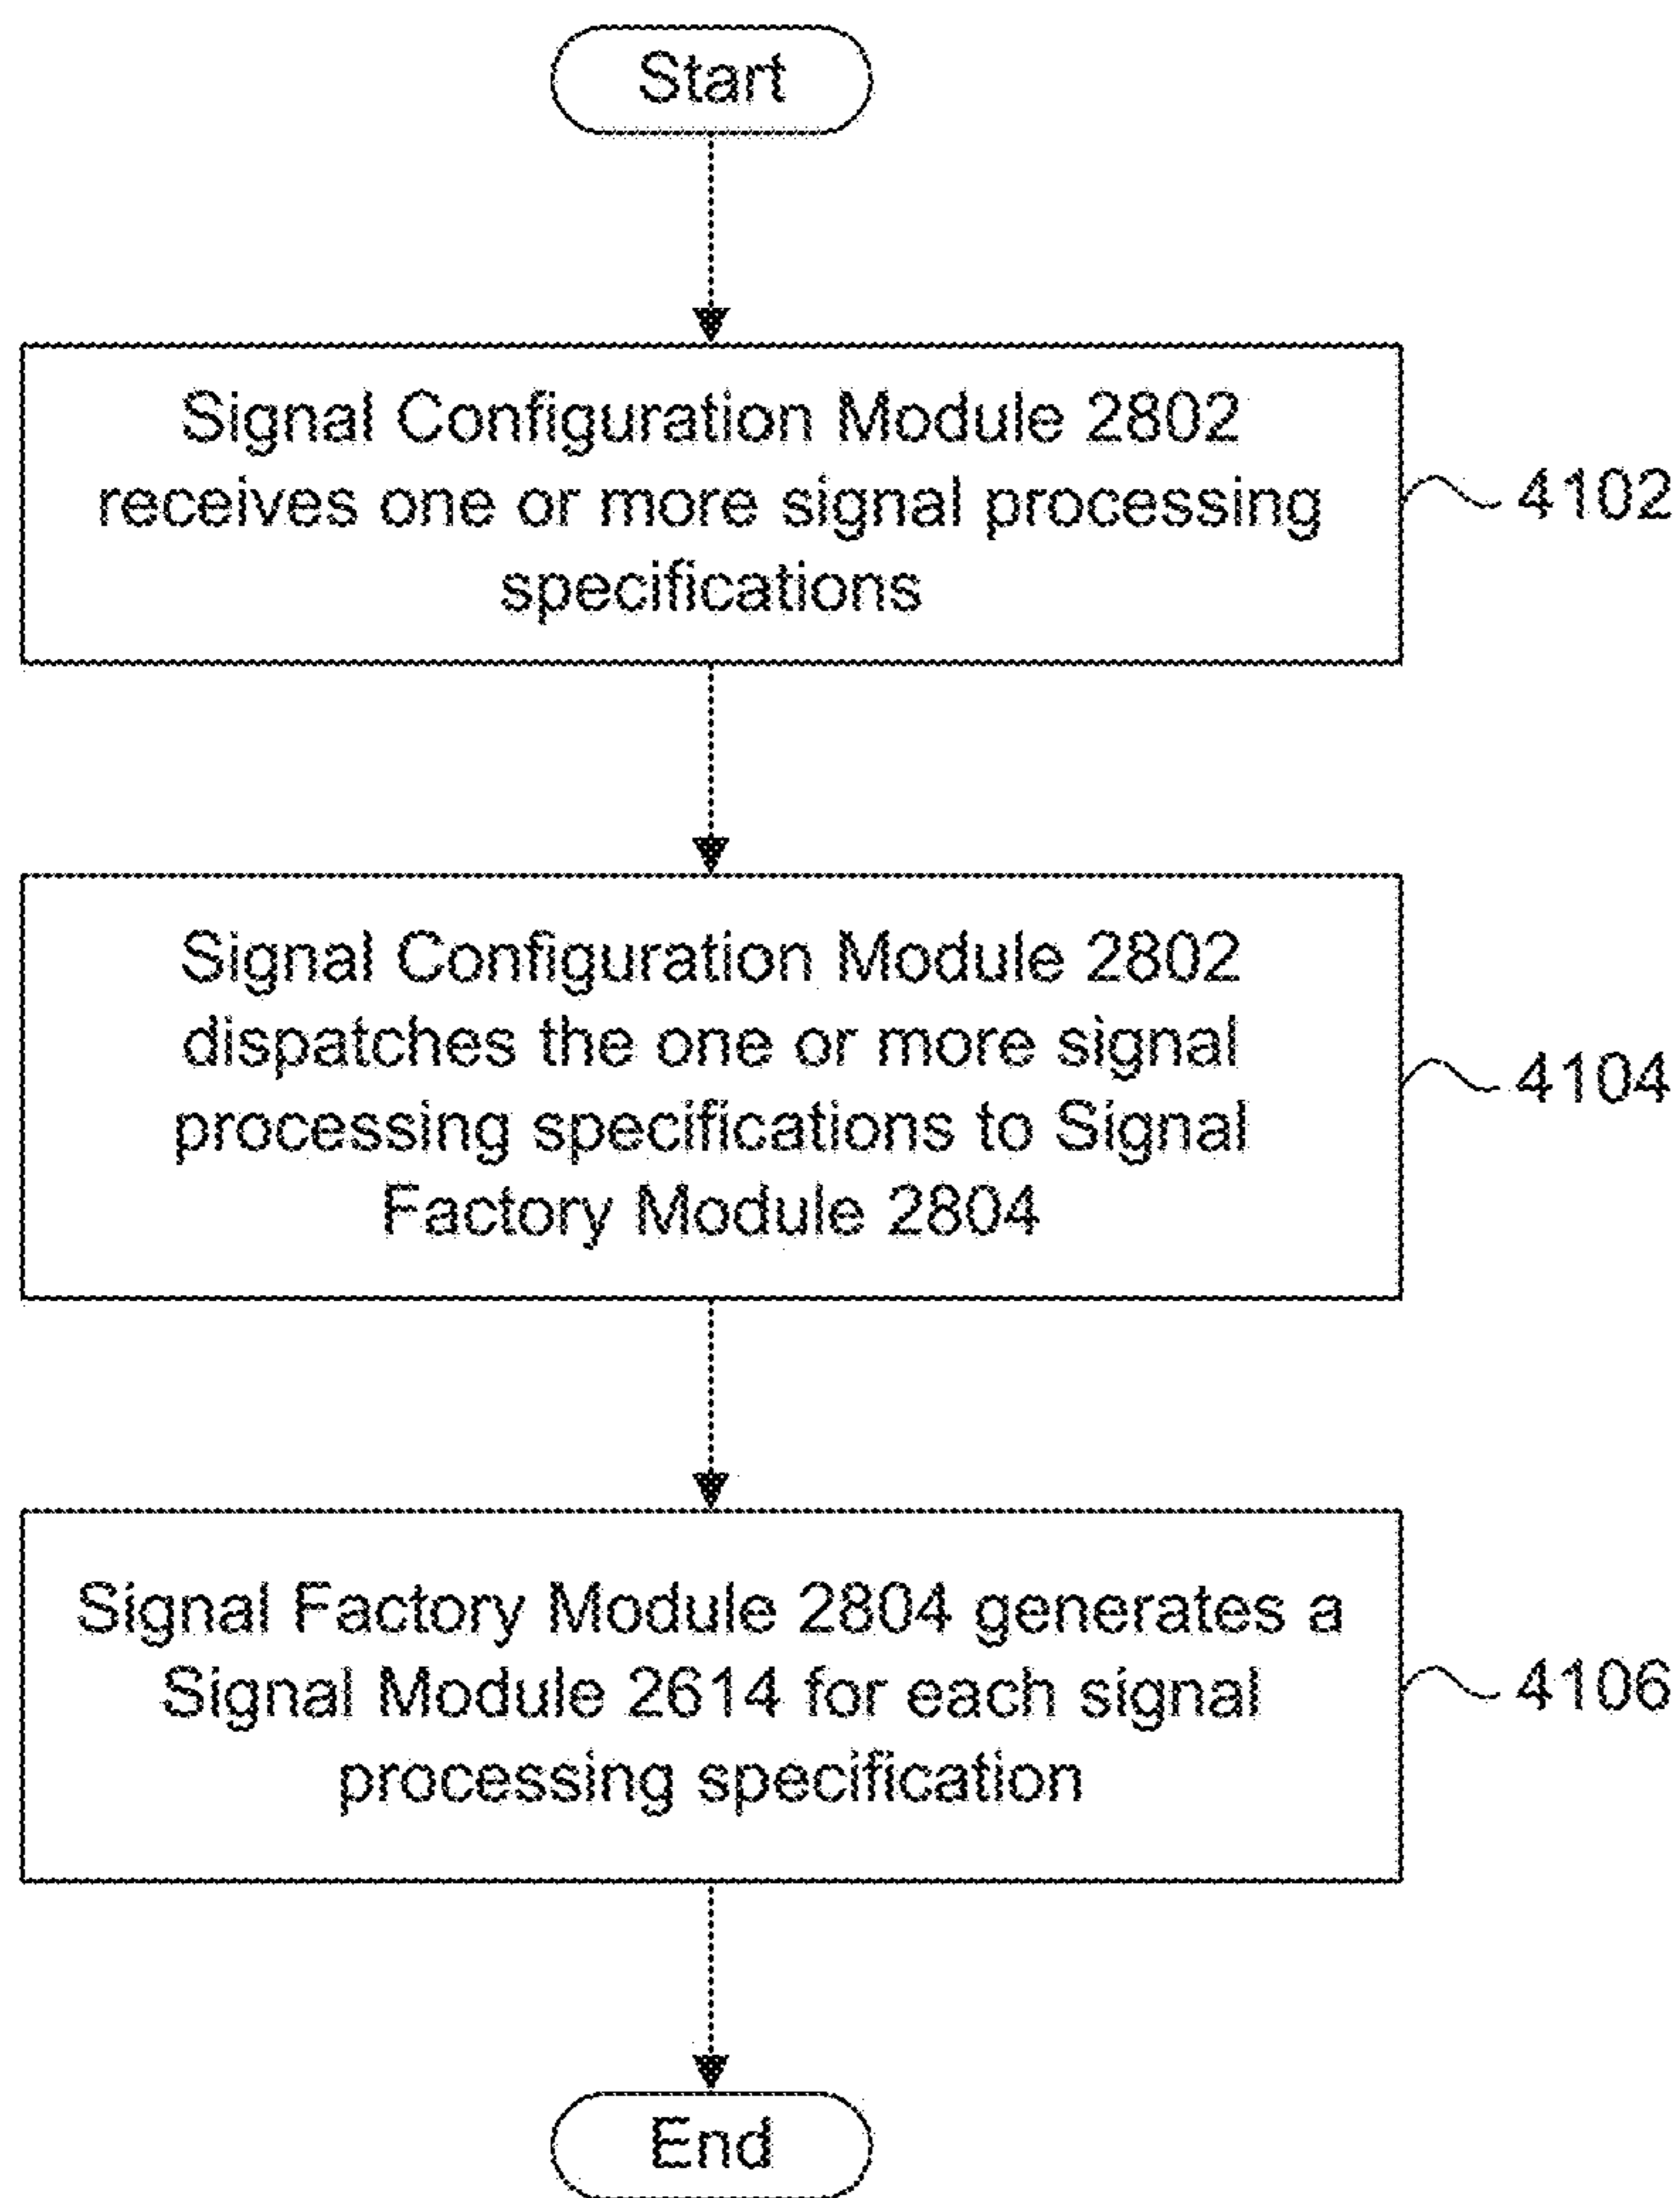 Start
Signal Configuration Module 2802
receives one or more signal processing
specifications
4102
Signal Configuration Module 2802
dispatches the one or more signal
processing specifications to Signal
Factory Module 2804
4104
Signal Factory Module 2804 generates a
Signal Module 2614 for each signal
processing specification
4106
End